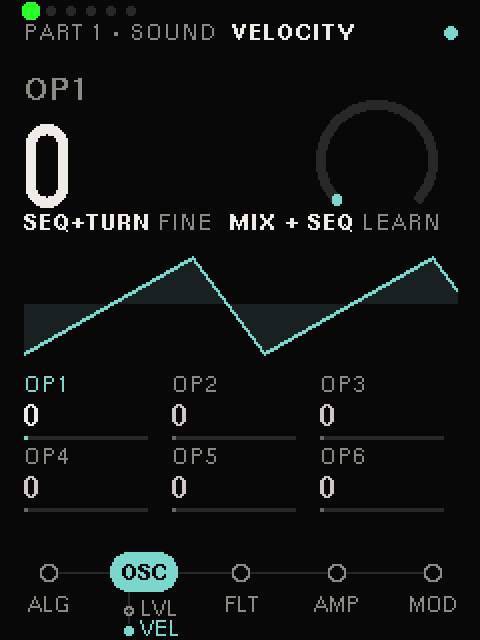 PART 1 · SOUND VELOCITY
OP1
0
SEQ+TURN FINE MIX + SEQ LEARN
OP1 OP2 OP3
0 0 0
OP4 OP5 OP6
0 0 0
ALG OSC FLT AMP MOD
LVL
VEL